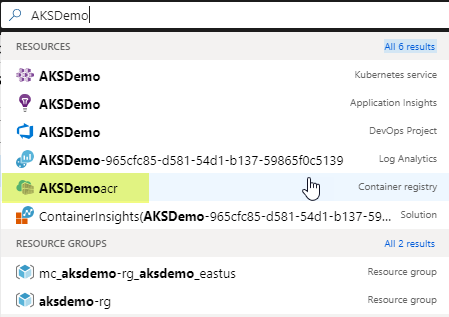 AKSDemo
RESOURCES All 6 results
AKSDemo Kubernetes service
AKSDemo Application Insights
AKSDemo DevOps Project
AKSDemo-965cfc85-d581-54d1-b137-59865f0c5139 Log Analytics
AKSDemoacr Container registry
ContainerInsights(AKSDemo-965cfc85-d581-54d1-b137-59... Solution
RESOURCE GROUPS All 2 results
mc_aksdemo-rg_aksdemo_eastus Resource group
aksdemo-rg Resource group